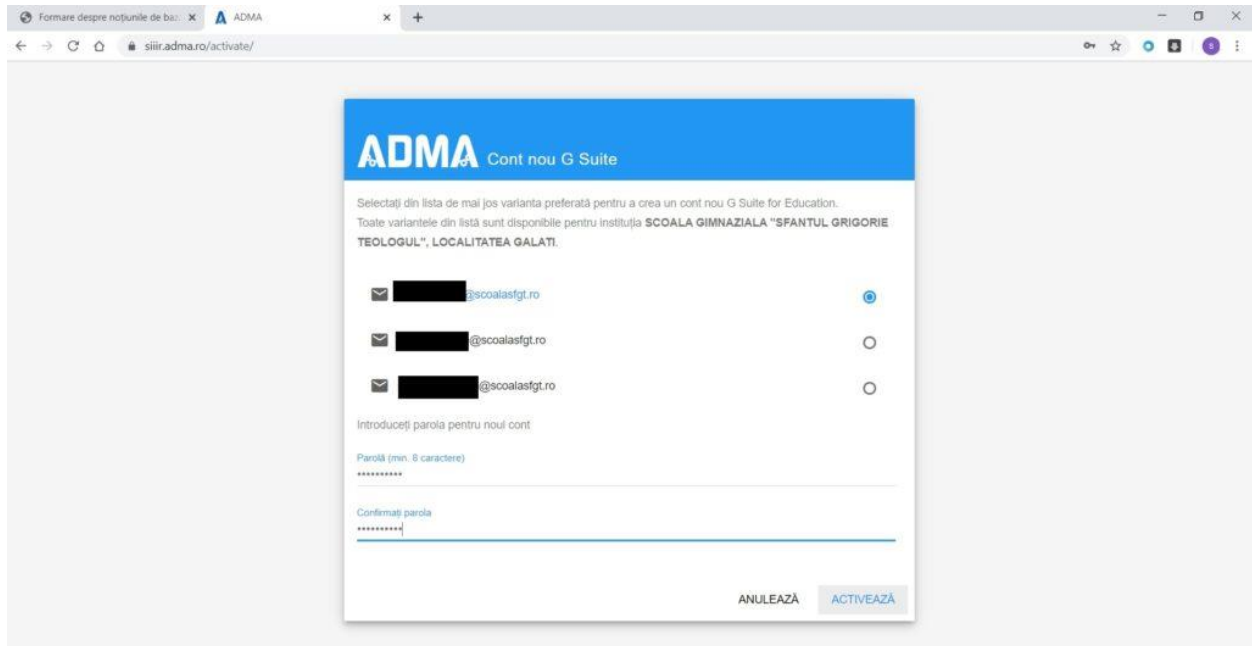 Formare despre noțiunile de baz
ADMA
siiir.adma.ro/activate/
S
ADMA Cont nou G Suite
Selectați din lista de mai jos varianta preferată pentru a crea un cont nou G Suite for Education.
Toate variantele din listă sunt disponibile pentru instituția SCOALA GIMNAZIALA "SFANTUL GRIGORIE
TEOLOGUL", LOCALITATEA GALATI.
@scoalasfgt.ro
@scoalasfgt.ro
@scoalasfgt.ro
Introduceți parola pentru noul cont
Parolă (min. 8 caractere)
**********
Confirmați parola
**********
ANULEAZĂ ACTIVEAZĂ